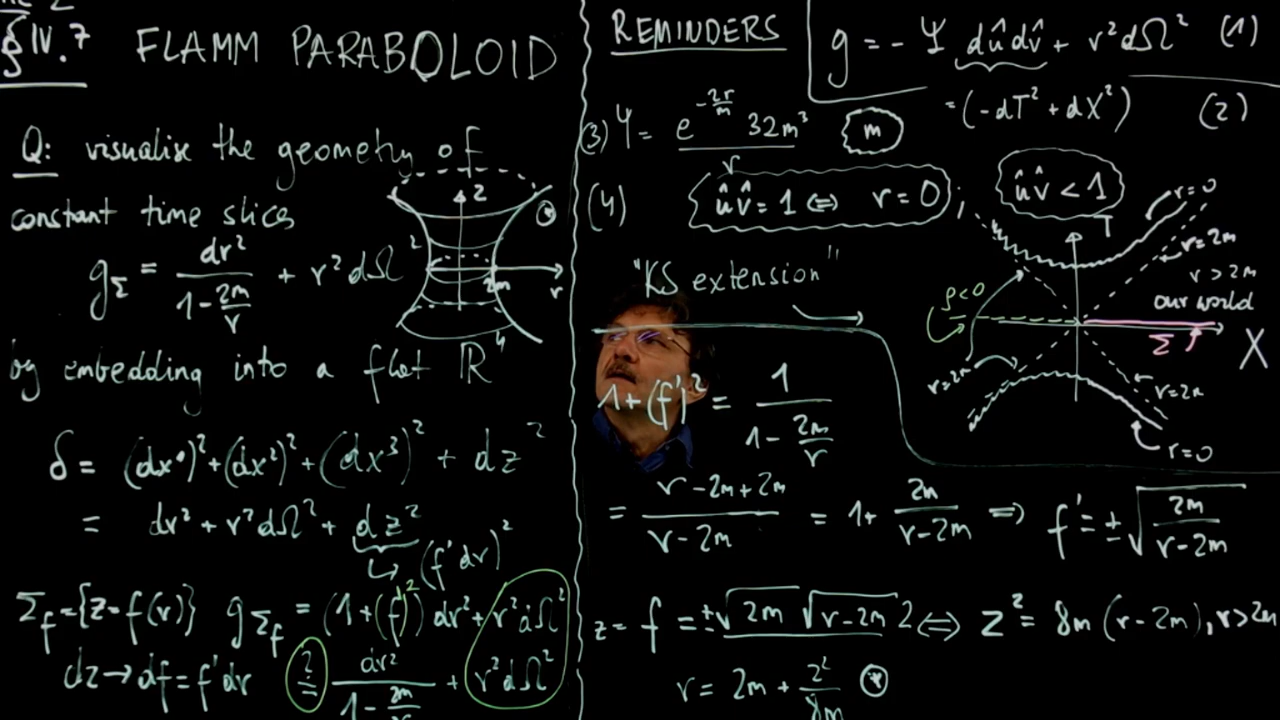 §IV.7 FLAMM PARABOLOID
Q: visualise the geometry of
constant time slices
g_Σ = dr² / (1 - 2m/r) + r²dΩ²
z
2m
r
⊛
by embedding into a flat ℝ⁴
δ = (dx¹)² + (dx²)² + (dx³)² + dz²
= dr² + r²dΩ² + dz²
↳ (f'dr)²
Σ_f = {z = f(r)} g_Σf = (1 + (f')²) dr² + r²dΩ²
dz → df = f'dr ≟ dr² / (1 - 2m/r) + r²dΩ²
REMINDERS
g = - Ψ dûdv̂ + r²dΩ² (1)
= (-dT² + dX²) (2)
(3) Ψ = e^(-2r/m) 32m³ / r
m
(4) ûv̂ = 1 ⇔ r = 0 ; ûv̂ < 1
"KS extension"
T
r = 0
r = 2m
r > 2m
our world
ρ < 0
Σ
X
r = 2m
r = 2m
r = 0
1 + (f')² = 1 / (1 - 2m/r)
= (r - 2m + 2m) / (r - 2m) = 1 + 2m / (r - 2m) ⇒ f' = ± √(2m / (r - 2m))
z = f = ± √2m √(r - 2m) 2 ⇔ z² = 8m (r - 2m), r > 2m
r = 2m + z² / 8m ⊛